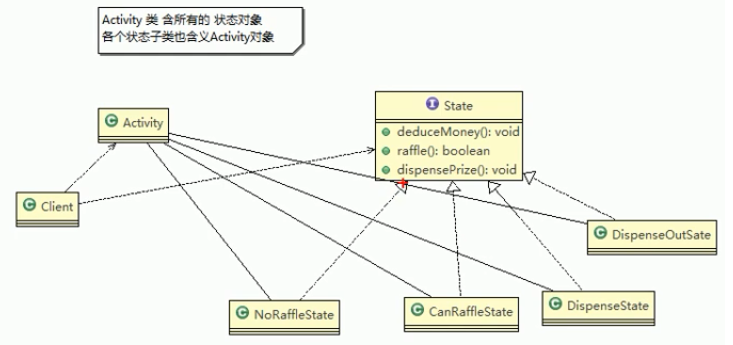 Activity 类 含所有的 状态对象
各个状态子类也含义Activity对象
I State
C Activity
deduceMoney(): void
raffle(): boolean
dispensePrize(): void
C Client
C DispenseOutSate
C NoRaffleState
C CanRaffleState
C DispenseState